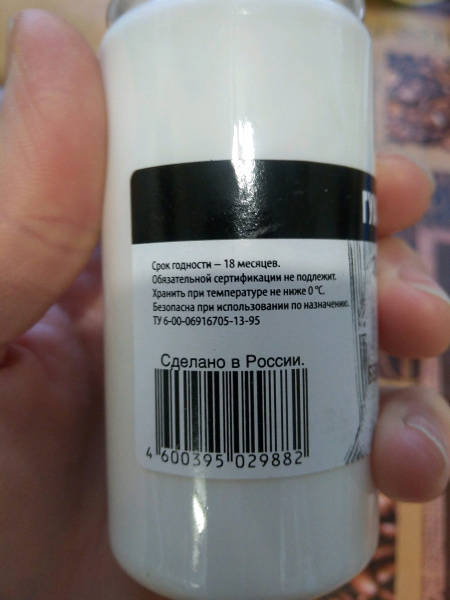 Срок годности – 18 месяцев.
Обязательной сертификации не подлежит.
Хранить при температуре не ниже 0 °С.
Безопасна при использовании по назначению.
ТУ 6-00-06916705-13-95
Сделано в России.
4 600395 029882